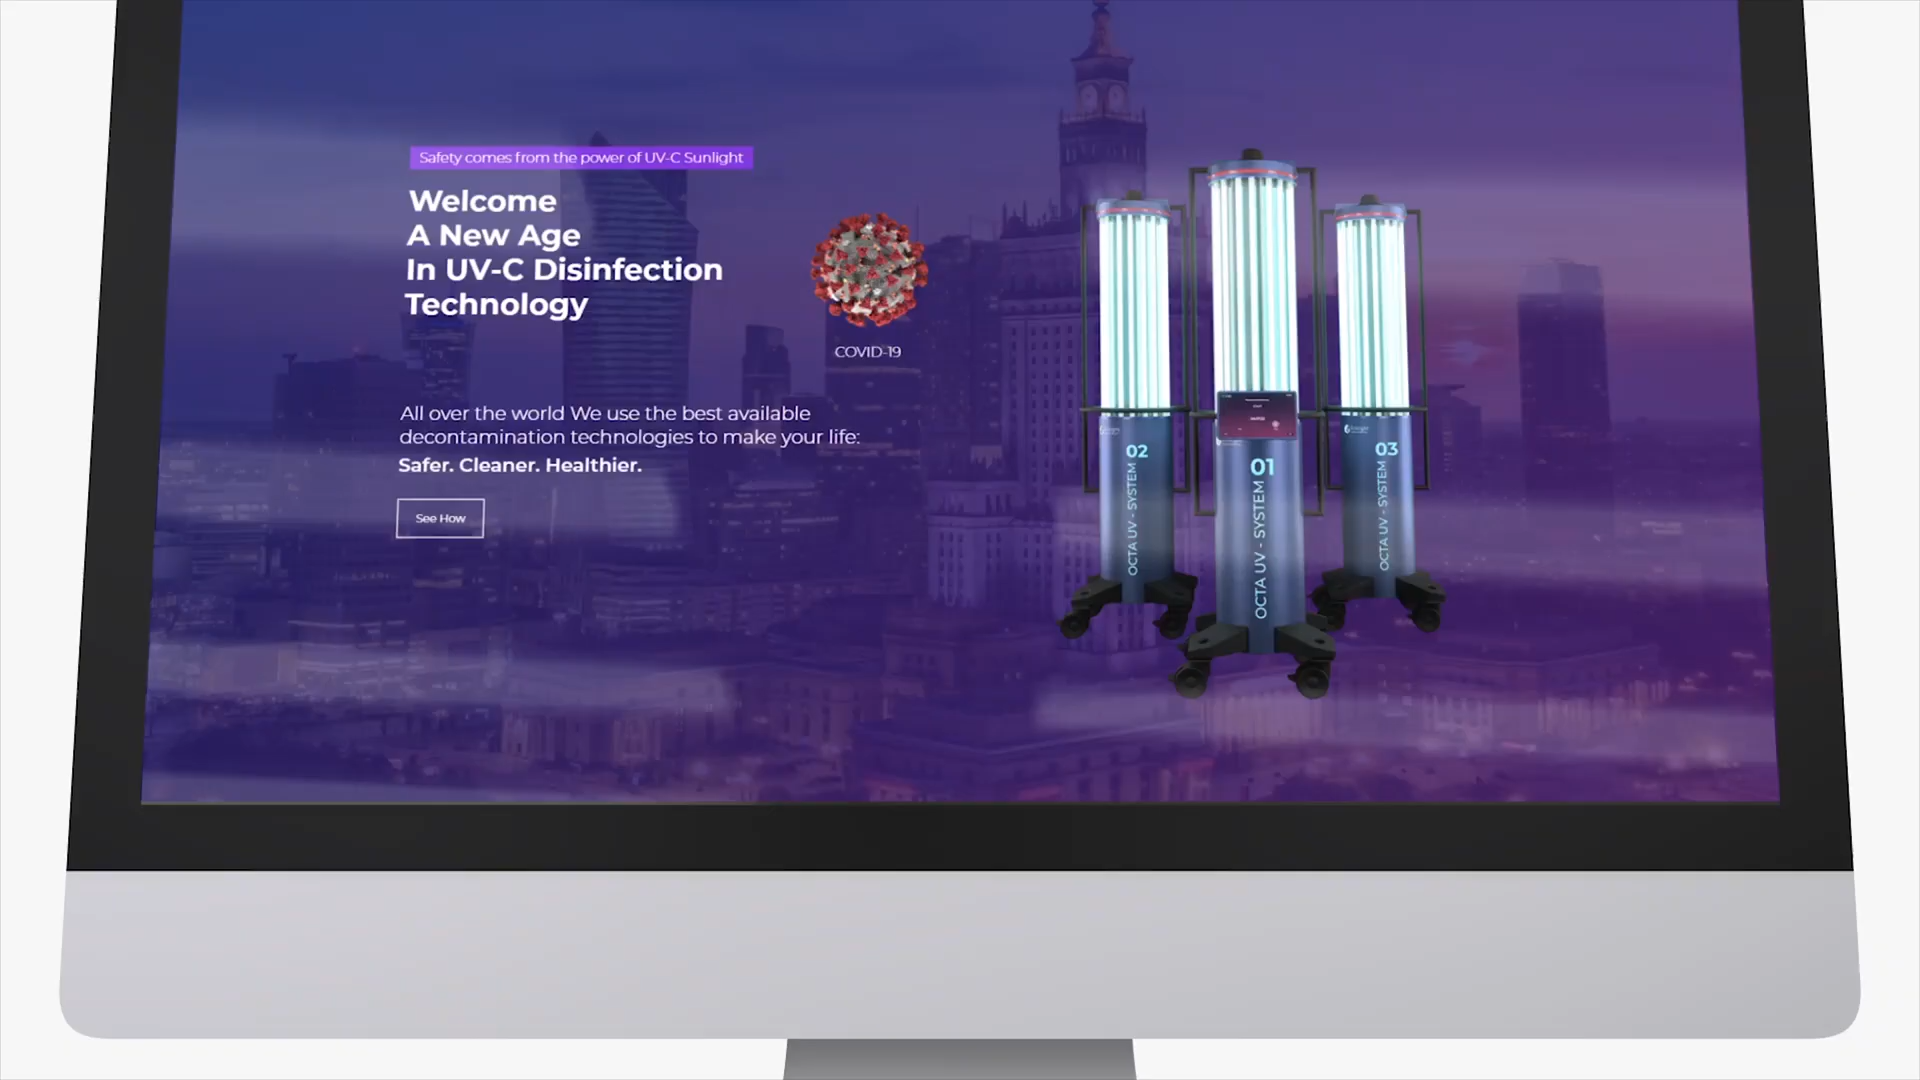 Safety comes from the power of UV-C Sunlight
Welcome
A New Age
In UV-C Disinfection
Technology
COVID-19
All over the world We use the best available
decontamination technologies to make your life:
Safer. Cleaner. Healthier.
See How
OCTA UV - SYSTEM 02
OCTA UV - SYSTEM 01
OCTA UV - SYSTEM 03